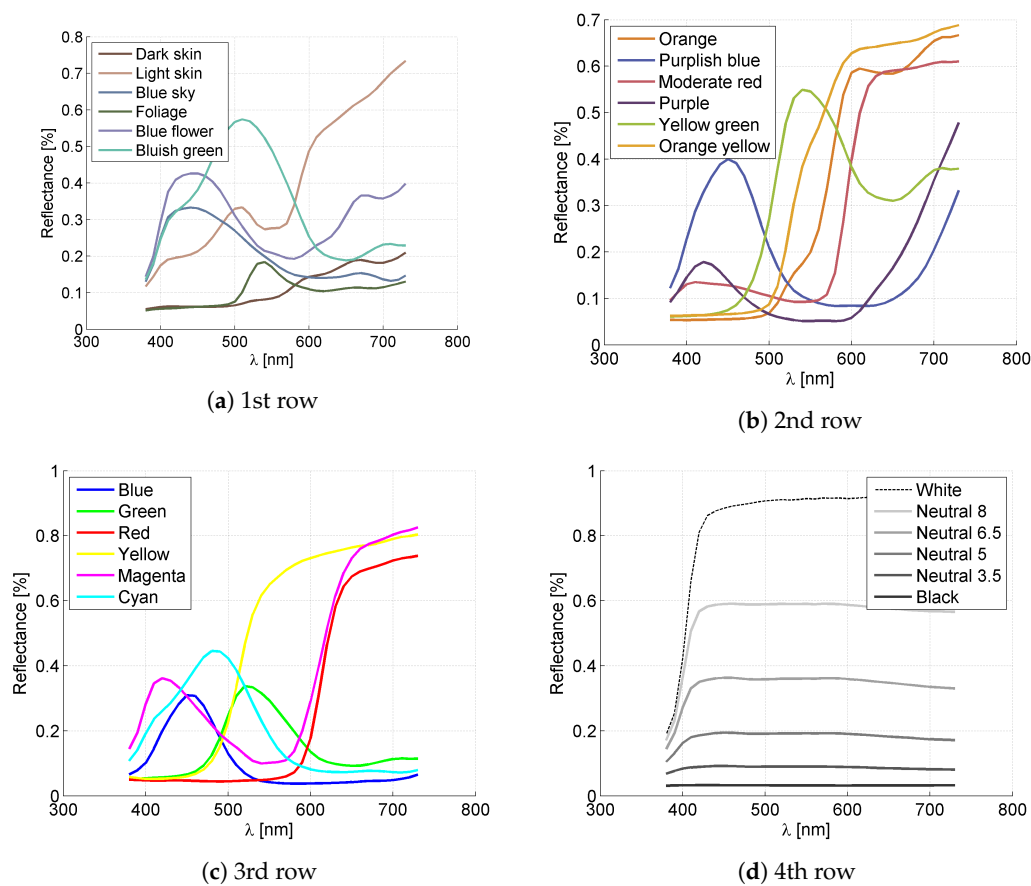 0.8
0.7
0.6
0.5
0.4
0.3
0.2
0.1
0
Reflectance [%]
Dark skin
Light skin
Blue sky
Foliage
Blue flower
Bluish green
300 400 500 600 700 800
λ [nm]
(a) 1st row
0.7
0.6
0.5
0.4
0.3
0.2
0.1
0
Reflectance [%]
Orange
Purplish blue
Moderate red
Purple
Yellow green
Orange yellow
300 400 500 600 700 800
λ [nm]
(b) 2nd row
1
0.8
0.6
0.4
0.2
0
Reflectance [%]
Blue
Green
Red
Yellow
Magenta
Cyan
300 400 500 600 700 800
λ [nm]
(c) 3rd row
1
0.8
0.6
0.4
0.2
0
Reflectance [%]
White
Neutral 8
Neutral 6.5
Neutral 5
Neutral 3.5
Black
300 400 500 600 700 800
λ [nm]
(d) 4th row